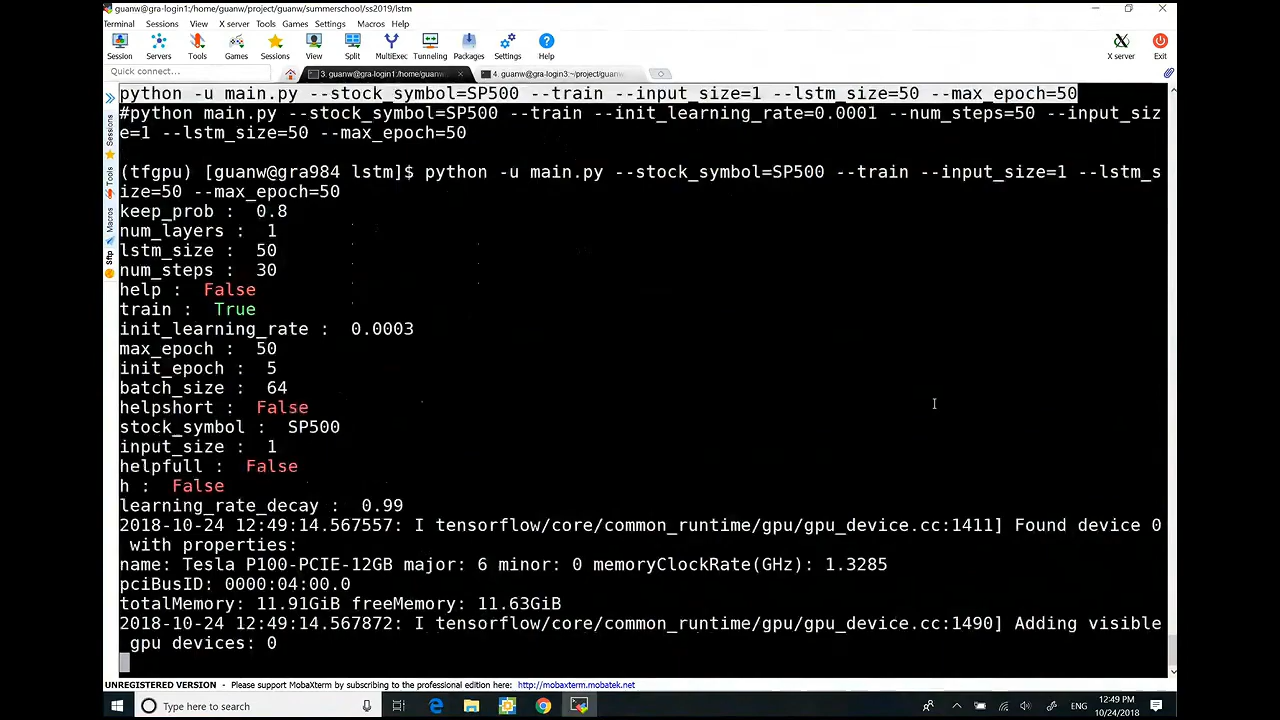 guanw@gra-login1:/home/guanw/project/guanw/summerschool/ss2019/lstm
Terminal Sessions View X server Tools Games Settings Macros Help
Session Servers Tools Games Sessions View Split MultiExec Tunneling Packages Settings Help X server Exit
Quick connect... 3. guanw@gra-login1:/home/guanw 4. guanw@gra-login3:~/project/guanw
python -u main.py --stock_symbol=SP500 --train --input_size=1 --lstm_size=50 --max_epoch=50
#python main.py --stock_symbol=SP500 --train --init_learning_rate=0.0001 --num_steps=50 --input_siz
e=1 --lstm_size=50 --max_epoch=50
(tfgpu) [guanw@gra984 lstm]$ python -u main.py --stock_symbol=SP500 --train --input_size=1 --lstm_s
ize=50 --max_epoch=50
keep_prob : 0.8
num_layers : 1
lstm_size : 50
num_steps : 30
help : False
train : True
init_learning_rate : 0.0003
max_epoch : 50
init_epoch : 5
batch_size : 64
helpshort : False
stock_symbol : SP500
input_size : 1
helpfull : False
h : False
learning_rate_decay : 0.99
2018-10-24 12:49:14.567557: I tensorflow/core/common_runtime/gpu/gpu_device.cc:1411] Found device 0
with properties:
name: Tesla P100-PCIE-12GB major: 6 minor: 0 memoryClockRate(GHz): 1.3285
pciBusID: 0000:04:00.0
totalMemory: 11.91GiB freeMemory: 11.63GiB
2018-10-24 12:49:14.567872: I tensorflow/core/common_runtime/gpu/gpu_device.cc:1490] Adding visible
gpu devices: 0
Sessions
Tools
Macros
Sftp
UNREGISTERED VERSION - Please support MobaXterm by subscribing to the professional edition here: http://mobaxterm.mobatek.net
Type here to search
ENG
12:49 PM
10/24/2018